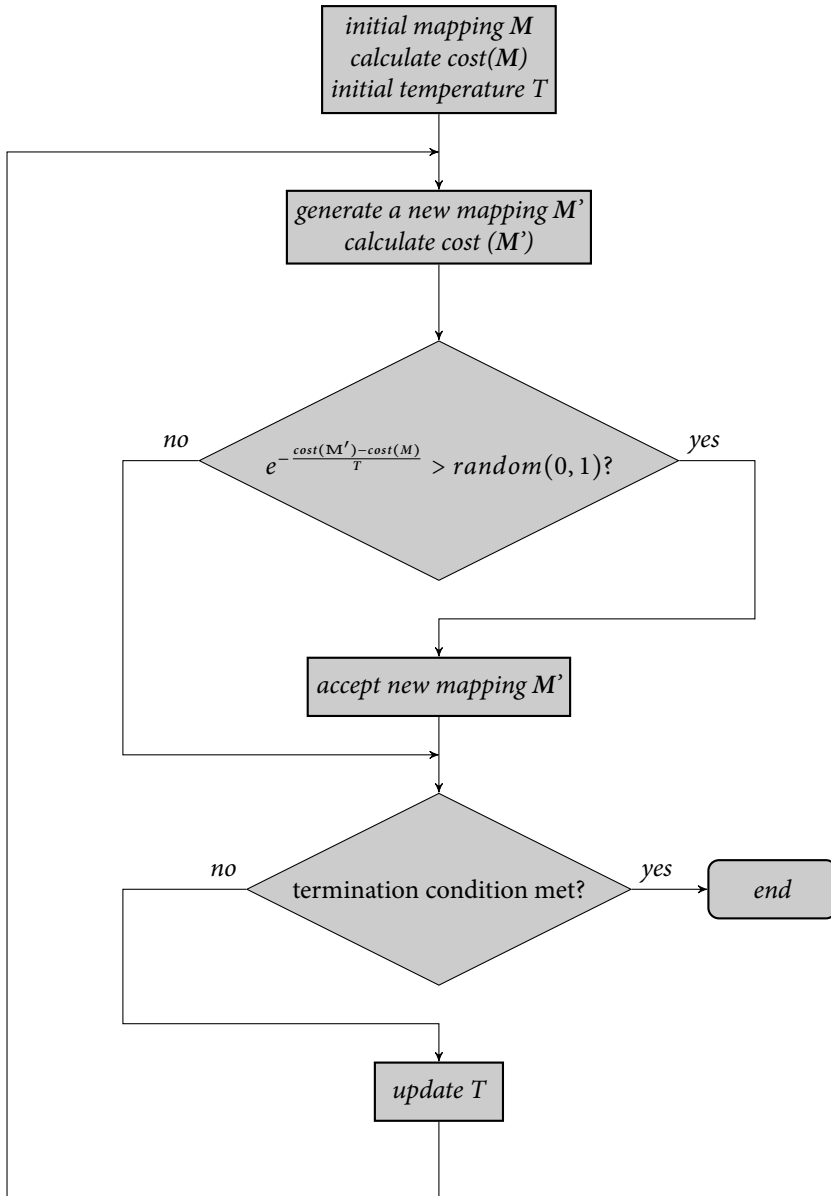 initial mapping M
calculate cost(M)
initial temperature T
generate a new mapping M'
calculate cost (M')
no
e^{-\frac{cost(M')-cost(M)}{T}} > random(0, 1)?
yes
accept new mapping M'
no
termination condition met?
yes
end
update T